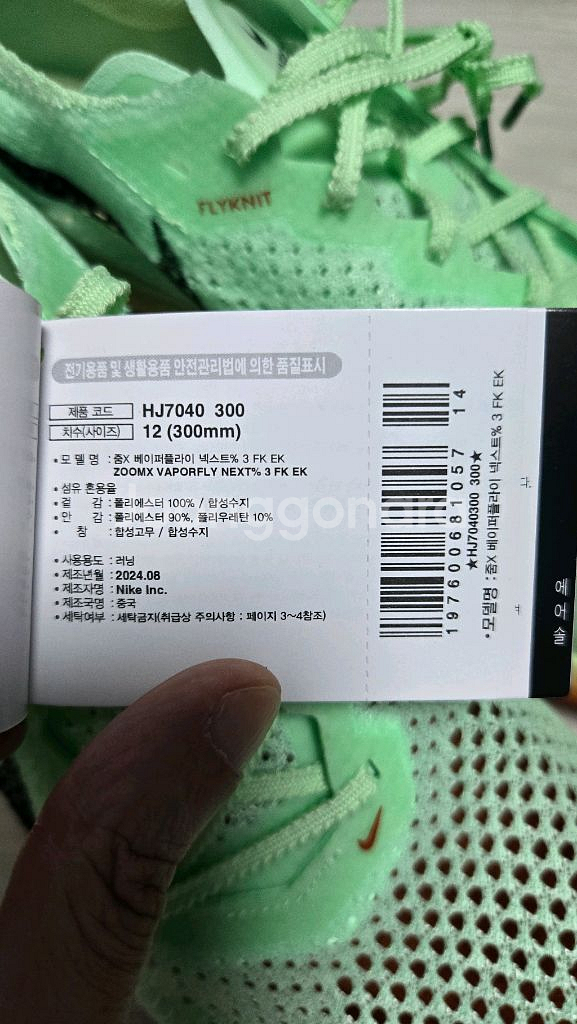 FLYKNIT
전기용품 및 생활용품 안전관리법에 의한 품질표시
제품 코드 HJ7040 300
치수(사이즈) 12 (300mm)
• 모 델 명 : 줌X 베이퍼플라이 넥스트% 3 FK EK
ZOOMX VAPORFLY NEXT% 3 FK EK
• 섬유 혼용율
• 겉 감 : 폴리에스터 100% / 합성수지
• 안 감 : 폴리에스터 90%, 폴리우레탄 10%
• 창 : 합성고무 / 합성수지
• 사용용도 : 러닝
• 제조년월 : 2024.08
• 제조자명 : Nike Inc.
• 제조국명 : 중국
• 세탁여부 : 세탁금지(취급상 주의사항 : 페이지 3~4참조)
14
197600681057
★HJ7040300 300★
• 모델명 : 줌X 베이퍼플라이 넥스트% 3 FK EK
에어솔